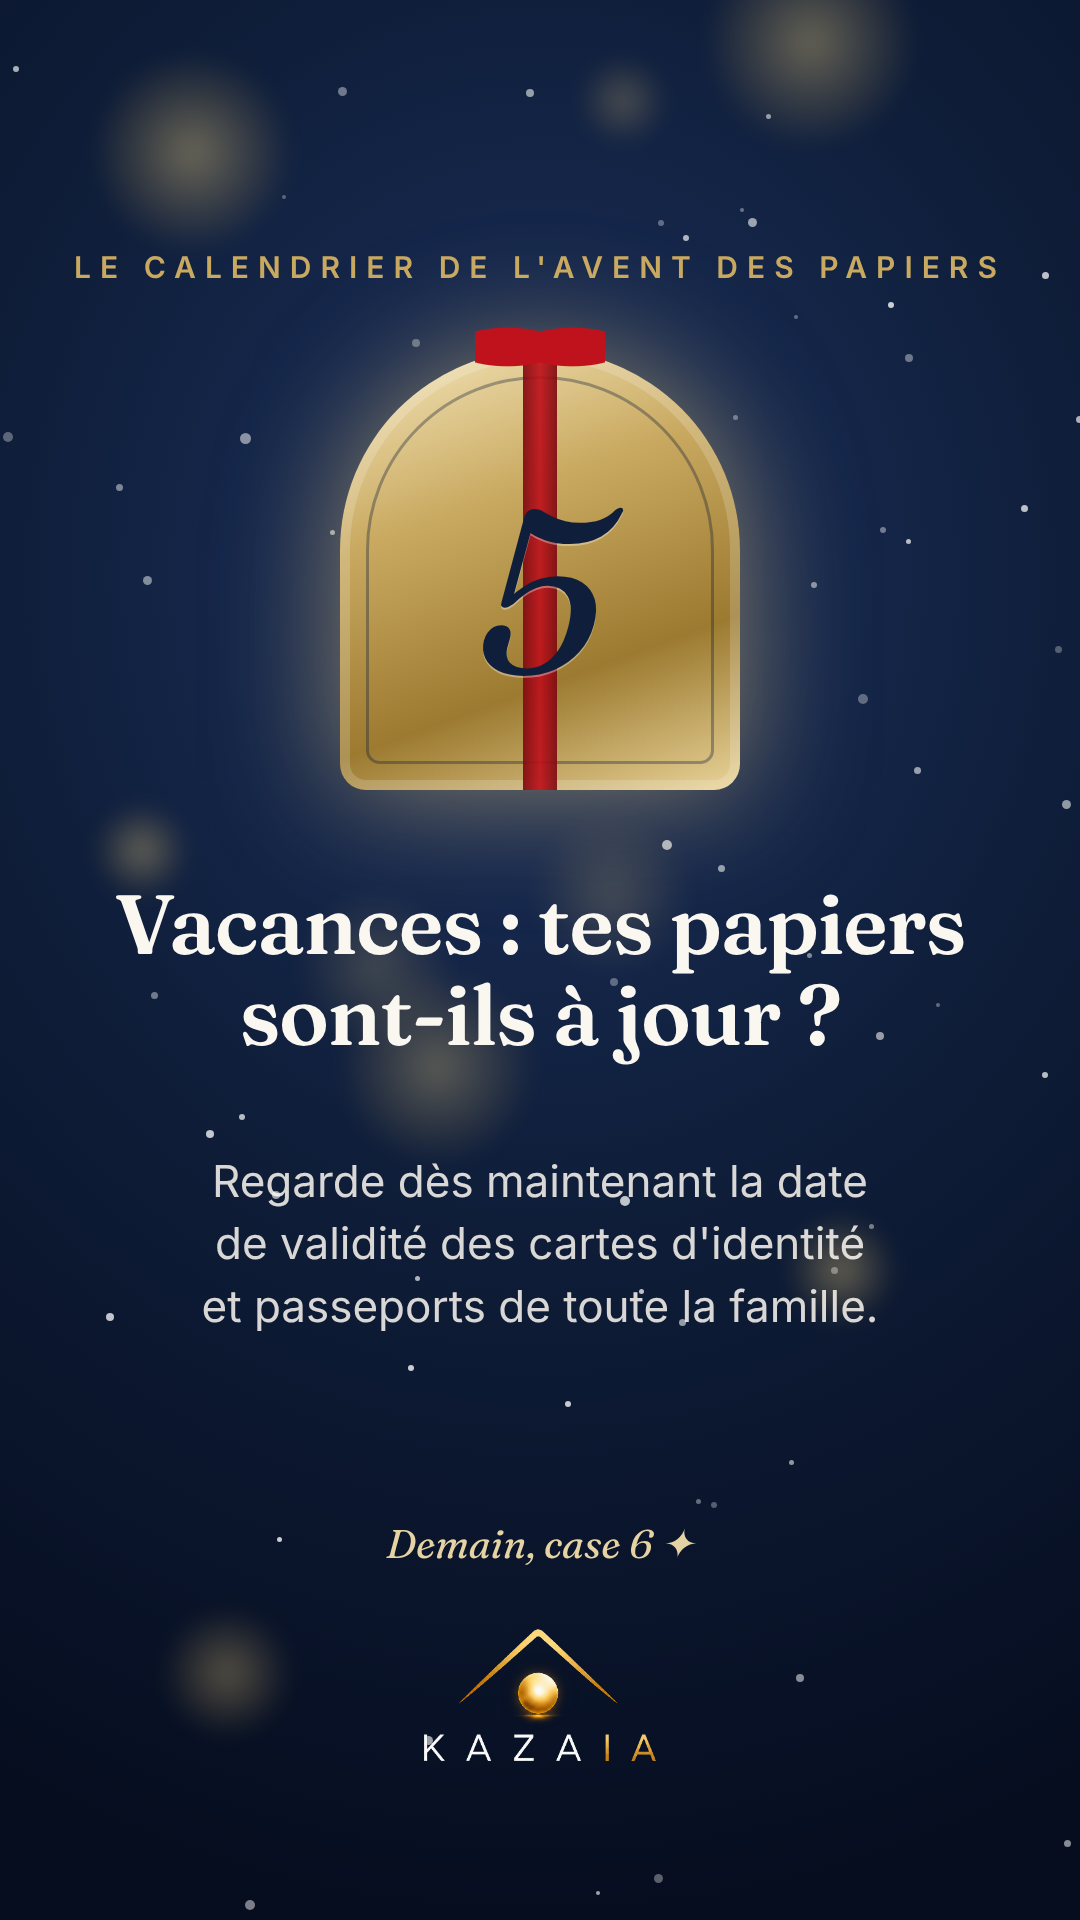 LE CALENDRIER DE L'AVENT DES PAPIERS
5
Vacances : tes papiers
sont-ils à jour ?
Regarde dès maintenant la date
de validité des cartes d'identité
et passeports de toute la famille.
Demain, case 6 ✦
KAZAIA